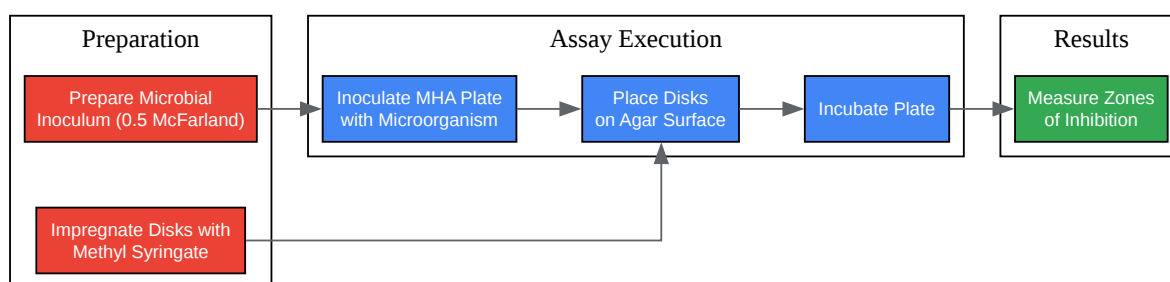 Preparation
Assay Execution
Results
Prepare Microbial
Inoculum (0.5 McFarland)
Inoculate MHA Plate
with Microorganism
Place Disks
on Agar Surface
Incubate Plate
Measure Zones
of Inhibition
Impregnate Disks with
Methyl Syringate